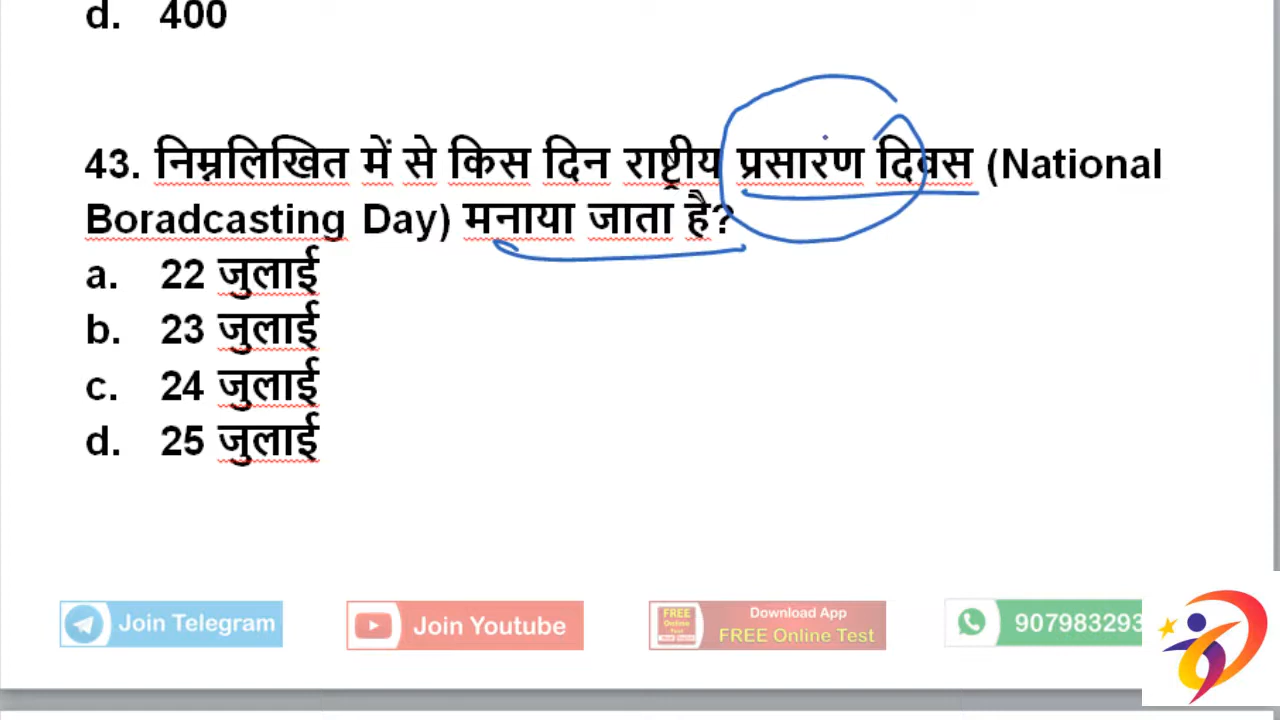 d. 400
43. निम्नलिखित में से किस दिन राष्ट्रीय प्रसारंण दिवस (National
Boradcasting Day) मनाया जाता है?
a. 22 जुलाई
b. 23 जुलाई
c. 24 जुलाई
d. 25 जुलाई
Join Telegram
Join Youtube
FREE Online
Download App
FREE Online Test
907983293